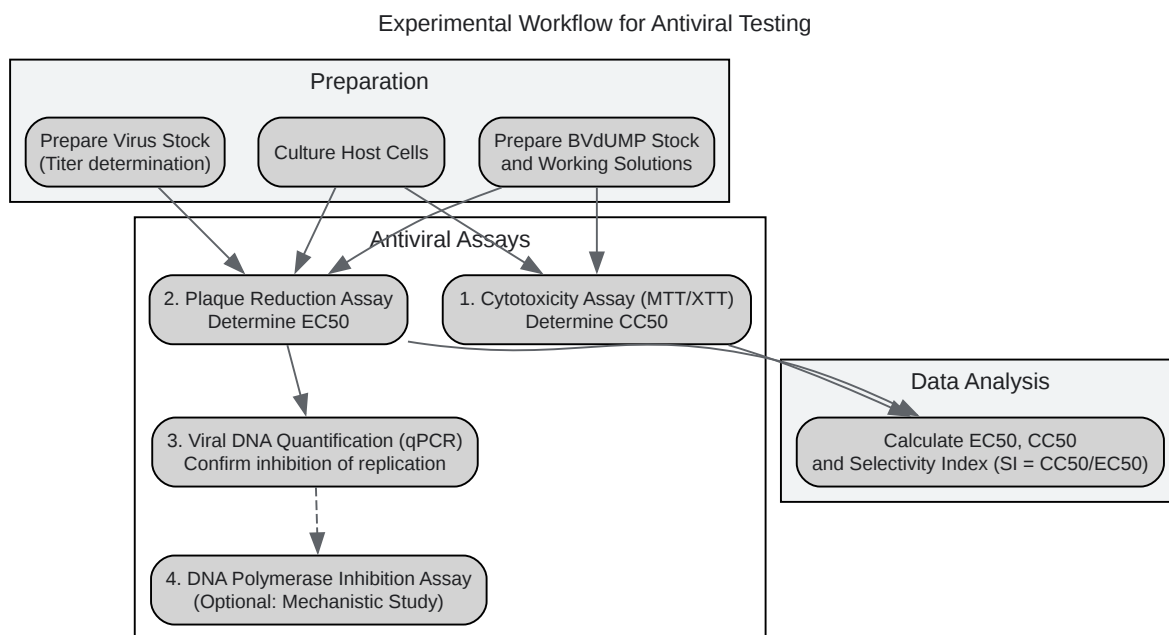 Experimental Workflow for Antiviral Testing
Preparation
Prepare Virus Stock
(Titer determination)
Culture Host Cells
Prepare BVdUMP Stock
and Working Solutions
Antiviral Assays
2. Plaque Reduction Assay
Determine EC50
1. Cytotoxicity Assay (MTT/XTT)
Determine CC50
Data Analysis
3. Viral DNA Quantification (qPCR)
Confirm inhibition of replication
Calculate EC50, CC50
and Selectivity Index (SI = CC50/EC50)
4. DNA Polymerase Inhibition Assay
(Optional: Mechanistic Study)